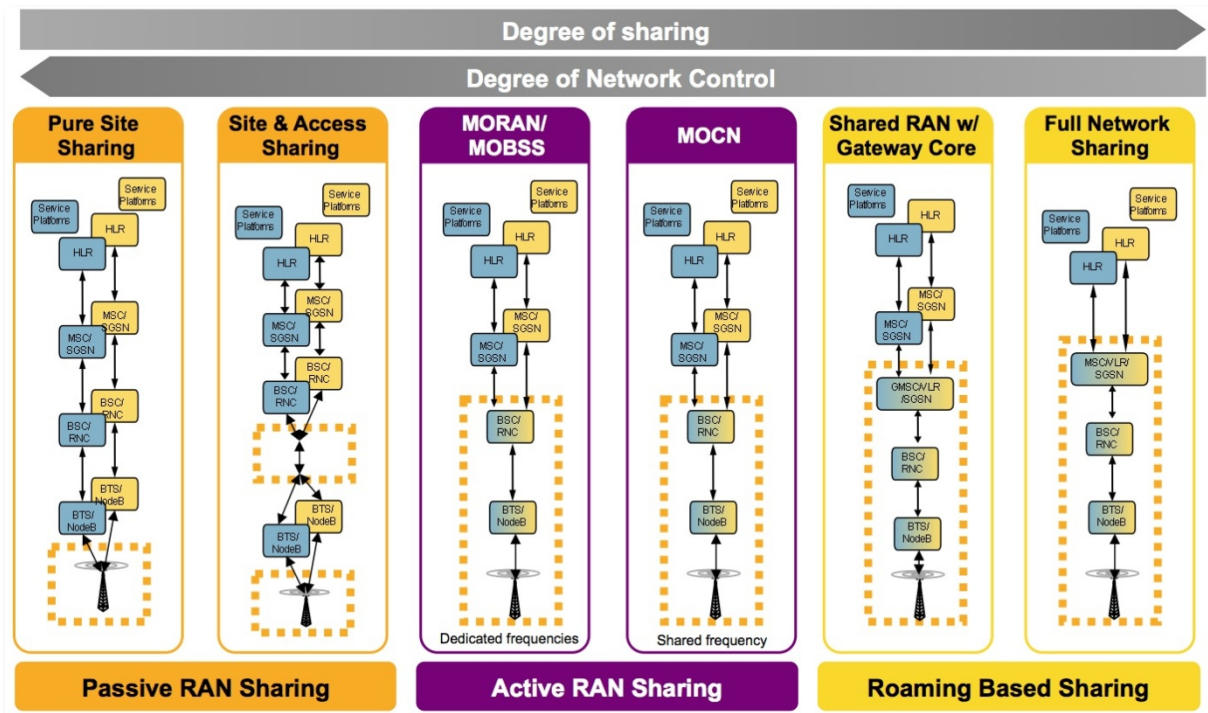 Degree of sharing
Degree of Network Control
Pure Site
Sharing
Service
Platforms
Service
Platforms
HLR
HLR
MSC/
SGSN
MSC/
SGSN
BSC/
RNC
BSC/
RNC
BTS/
NodeB
BTS/
NodeB
Site & Access
Sharing
Service
Platforms
Service
Platforms
HLR
HLR
MSC/
SGSN
MSC/
SGSN
BSC/
RNC
BSC/
RNC
BTS/
NodeB
BTS/
NodeB
MORAN/
MOBSS
Service
Platforms
Service
Platforms
HLR
HLR
MSC/
SGSN
MSC/
SGSN
BSC/
RNC
BTS/
NodeB
Dedicated frequencies
MOCN
Service
Platforms
Service
Platforms
HLR
HLR
MSC/
SGSN
MSC/
SGSN
BSC/
RNC
BTS/
NodeB
Shared frequency
Shared RAN w/
Gateway Core
Service
Platforms
Service
Platforms
HLR
HLR
MSC/
SGSN
MSC/
SGSN
GMSC/VLR
/SGSN
BSC/
RNC
BTS/
NodeB
Full Network
Sharing
Service
Platforms
Service
Platforms
HLR
HLR
MSC/VLR/
SGSN
BSC/
RNC
BTS/
NodeB
Passive RAN Sharing
Active RAN Sharing
Roaming Based Sharing